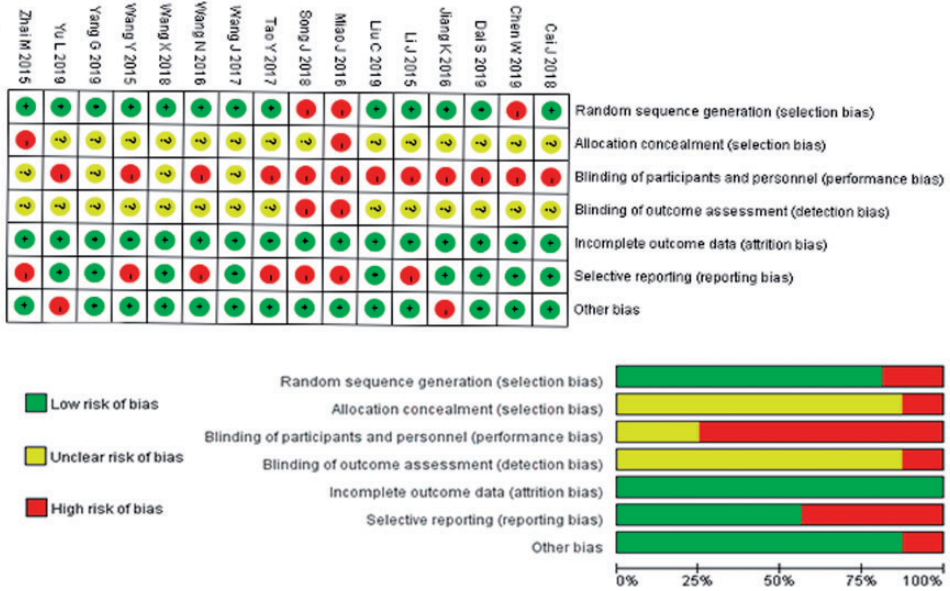 Zhai M 2015
Yu L 2019
Yang G 2019
Wang Y 2015
Wang X 2018
Wang N 2016
Wang J 2017
Tao Y 2017
Song J 2018
Miao J 2016
Liu C 2019
Li J 2015
Jiang K 2016
Dai S 2019
Chen W 2019
Cai J 2018
+ + + + + + + + - - + + + + - + Random sequence generation (selection bias)
- ? ? ? ? ? ? ? ? - ? ? ? ? ? ? Allocation concealment (selection bias)
? - ? - ? - ? - - - - - - - - - Blinding of participants and personnel (performance bias)
? ? ? ? ? ? ? ? - - ? ? ? ? ? ? Blinding of outcome assessment (detection bias)
+ + + + + + + + + + + + + + + + Incomplete outcome data (attrition bias)
- + + - + - + - - - + - + + + + Selective reporting (reporting bias)
+ - + + + + + + + + + + - + + + Other bias
Low risk of bias
Unclear risk of bias
High risk of bias
Random sequence generation (selection bias)
Allocation concealment (selection bias)
Blinding of participants and personnel (performance bias)
Blinding of outcome assessment (detection bias)
Incomplete outcome data (attrition bias)
Selective reporting (reporting bias)
Other bias
0% 25% 50% 75% 100%